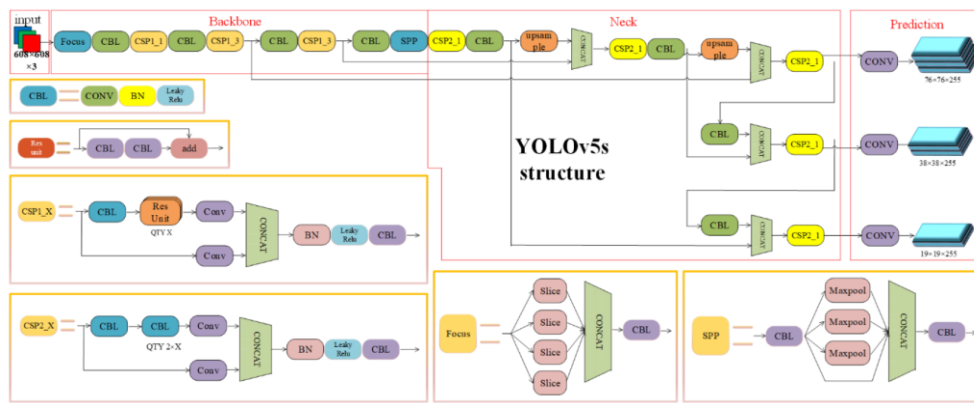 input
Backbone
Neck
Prediction
608×608
×3
Focus
CBL
CSP1_1
CBL
CSP1_3
CBL
CSP1_3
CBL
SPP
CSP2_1
CBL
upsam
ple
CONCAT
CSP2_1
CBL
upsam
ple
CONCAT
CSP2_1
CONV
76×76×255
CBL
CONV
BN
Leaky
Relu
CBL
CONCAT
CSP2_1
CONV
38×38×255
YOLOv5s
structure
Res
unit
CBL
CBL
add
CBL
CONCAT
CSP2_1
CONV
19×19×255
CSP1_X
CBL
Res
Unit
QTY X
Conv
Conv
CONCAT
BN
Leaky
Relu
CBL
CSP2_X
CBL
CBL
QTY 2×X
Conv
Conv
CONCAT
BN
Leaky
Relu
CBL
Focus
Slice
Slice
Slice
Slice
CONCAT
CBL
SPP
CBL
Maxpool
Maxpool
Maxpool
CONCAT
CBL